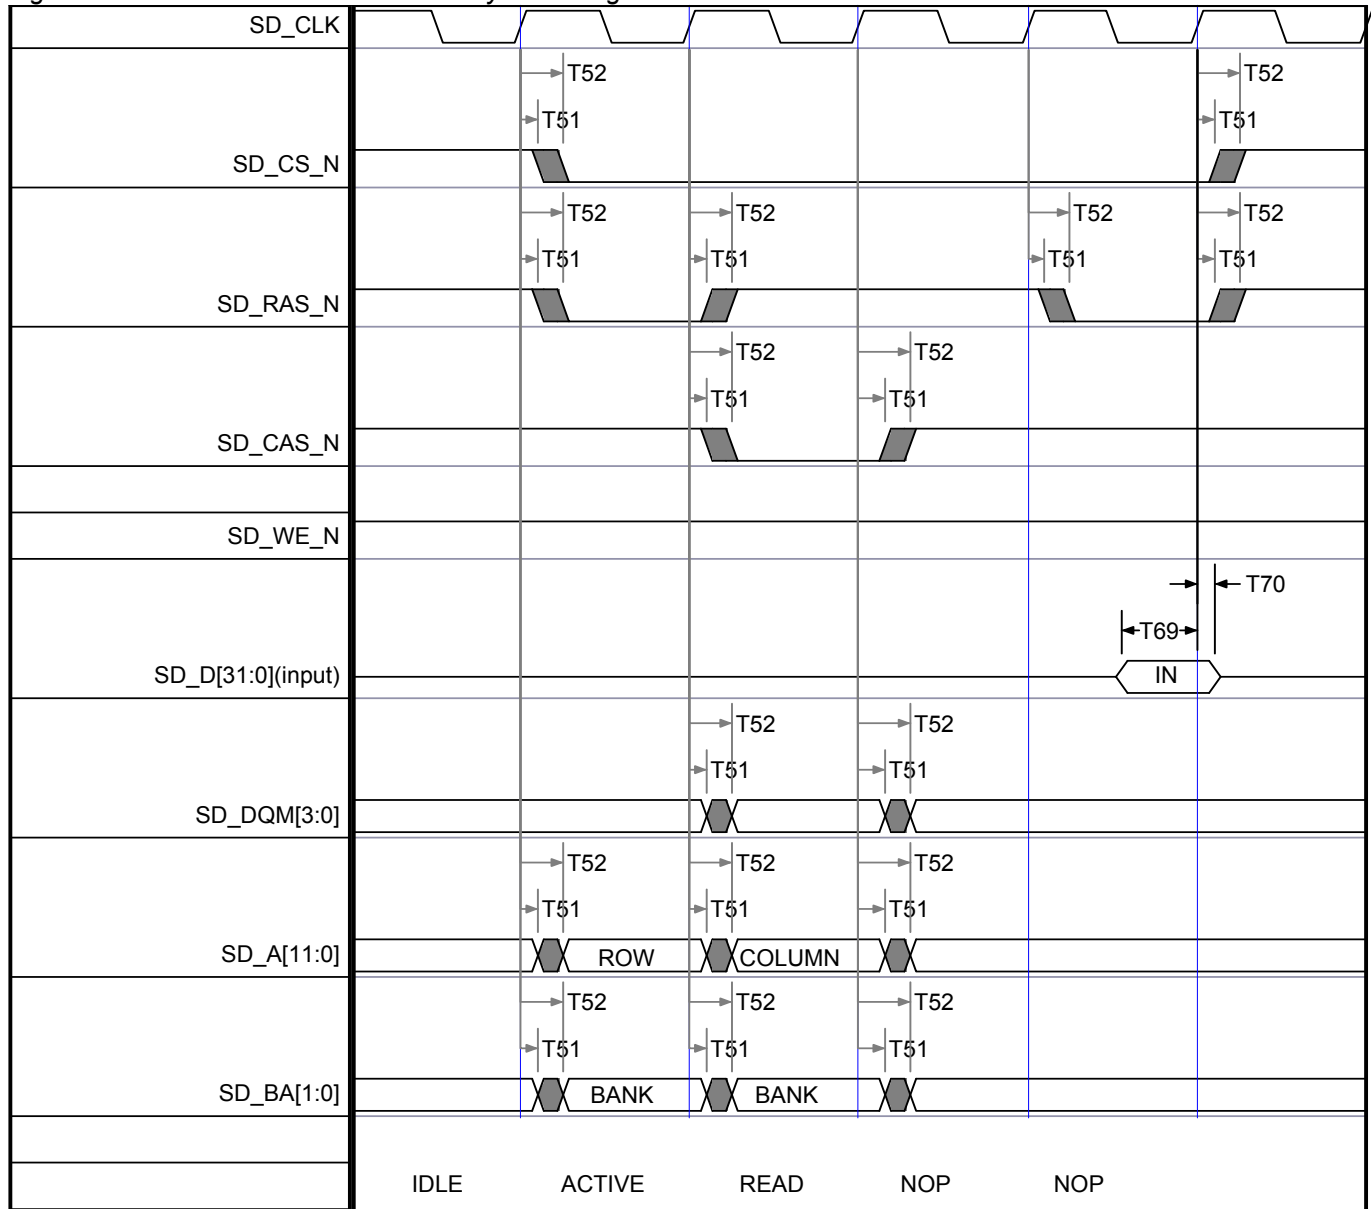 SD_CLK
T52 T52
T51 T51
SD_CS_N
T52 T52 T52 T52
T51 T51 T51 T51
SD_RAS_N
T52 T52
T51 T51
SD_CAS_N
SD_WE_N
T70
T69
SD_D[31:0](input) IN
T52 T52
T51 T51
SD_DQM[3:0]
T52 T52 T52
T51 T51 T51
SD_A[11:0] ROW COLUMN
T52 T52 T52
T51 T51 T51
SD_BA[1:0] BANK BANK
IDLE ACTIVE READ NOP NOP